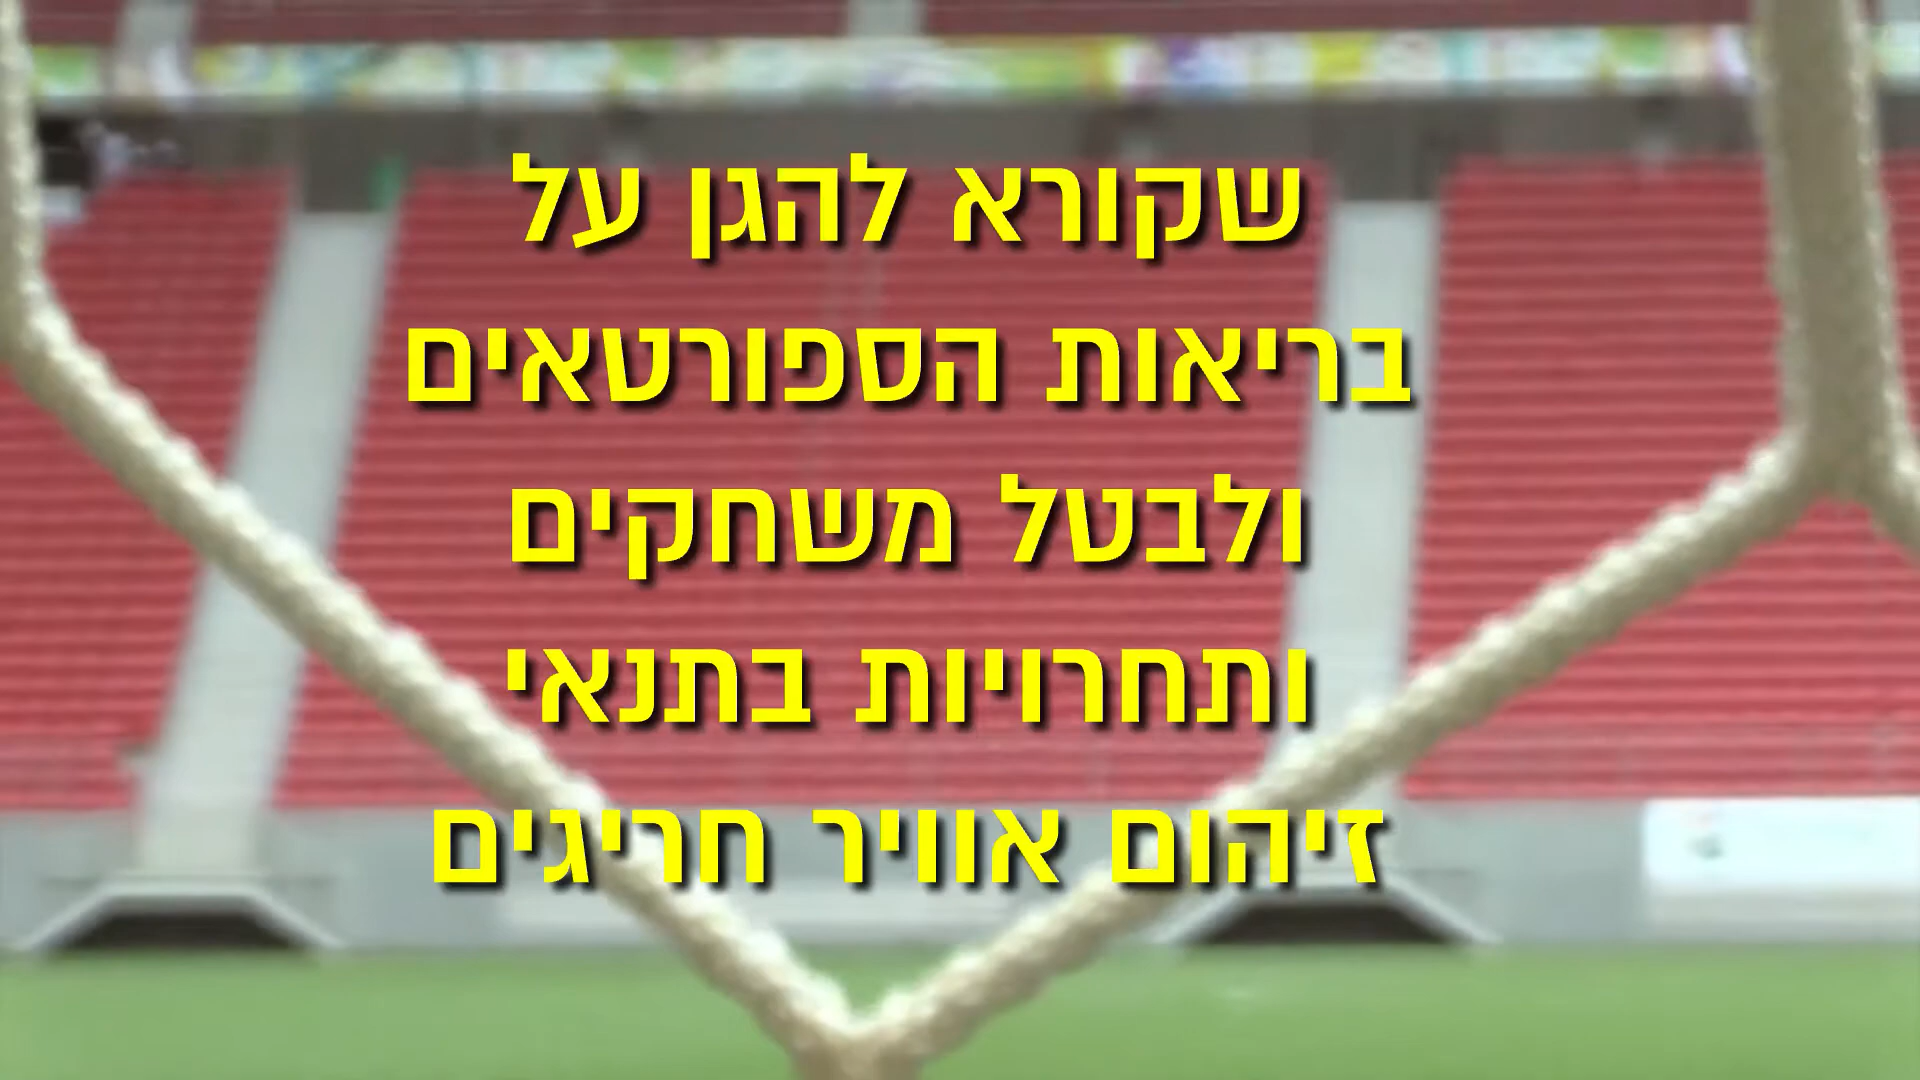 שקורא להגן על
בריאות הספורטאים
ולבטל משחקים
ותחרויות בתנאי
זיהום אוויר חריגים